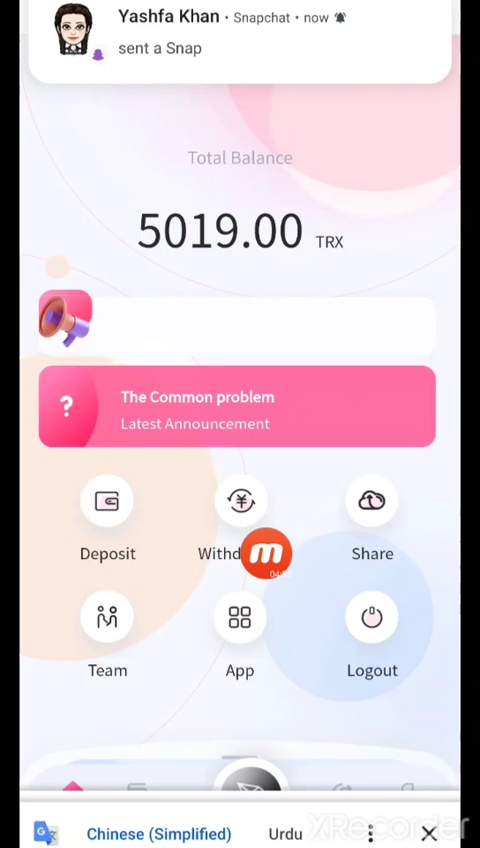 Yashfa Khan · Snapchat · now
sent a Snap
Total Balance
5019.00 TRX
?
The Common problem
Latest Announcement
Deposit
Withd
Share
Team
App
Logout
Chinese (Simplified)
Urdu
XRecorder